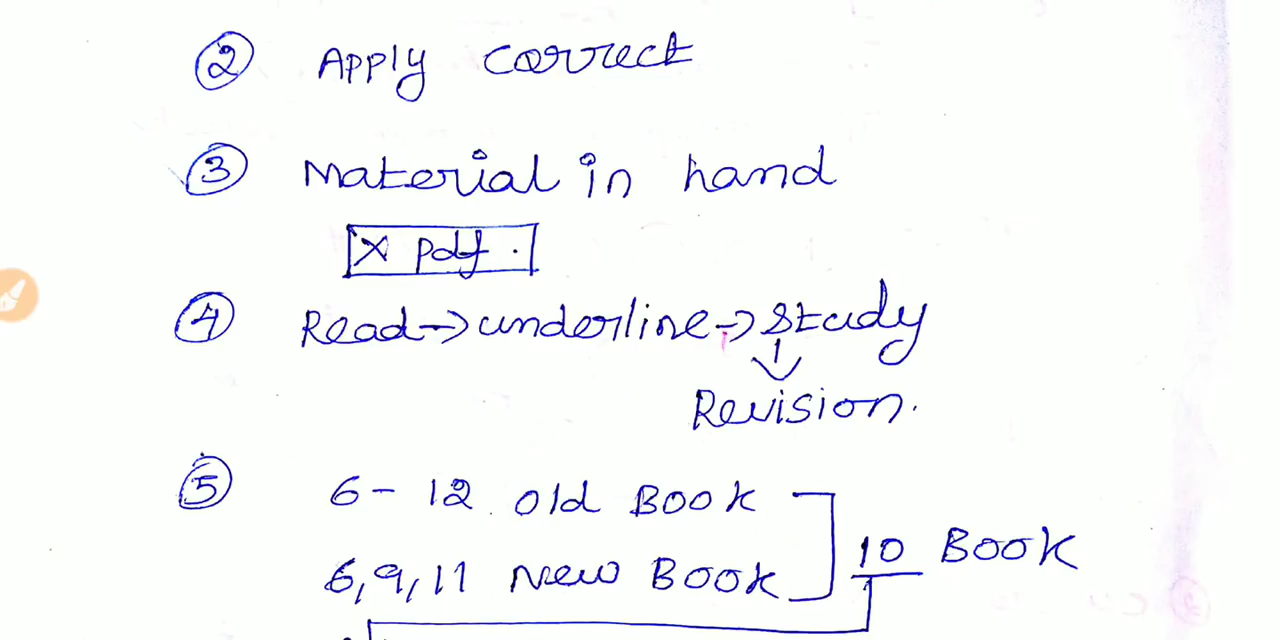 ② Apply correct
③ Material in hand
X pdf.
④ Read → underline → study
↓
Revision.
⑤ 6 - 12 old Book
6, 9, 11 New Book
10 Book